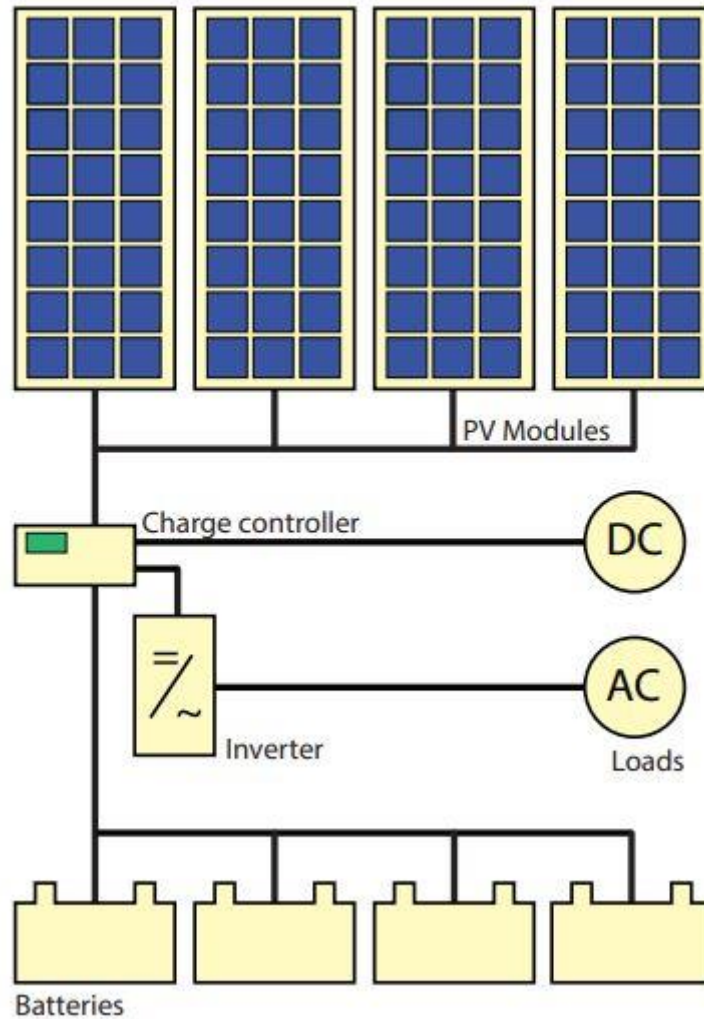 PV Modules
Charge controller
DC
=
~
AC
Inverter
Loads
Batteries